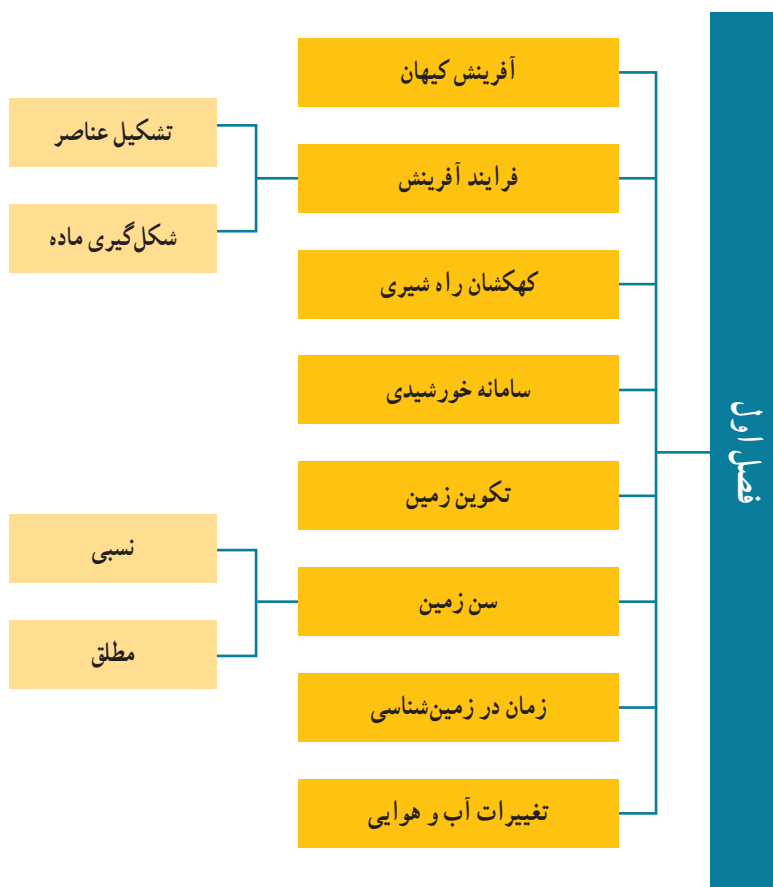 فصل اول
آفرینش کیهان
فرایند آفرینش
تشکیل عناصر
شکل‌گیری ماده
کهکشان راه شیری
سامانه خورشیدی
تکوین زمین
سن زمین
نسبی
مطلق
زمان در زمین‌شناسی
تغییرات آب و هوایی